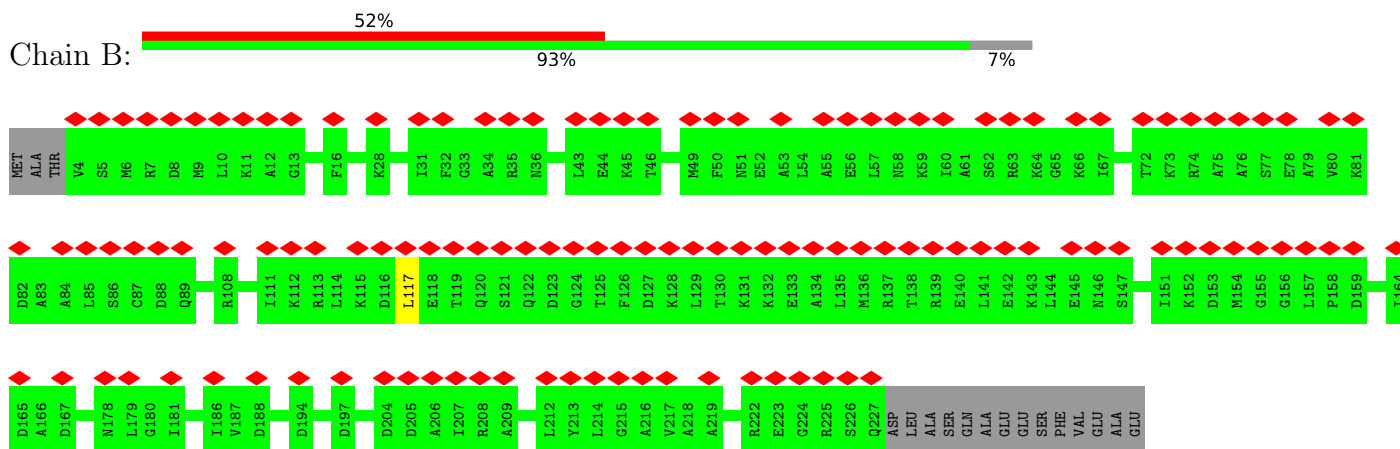 52%
Chain B:
93% 7%
MET ALA THR V4 S5 M6 R7 D8 M9 L10 K11 A12 G13 F16 K28 I31 F32 G33 A34 R35 N36 L43 E44 K45 T46 M49 F50 N51 E52 A53 L54 A55 E56 L57 N58 K59 I60 A61 S62 R63 K64 G65 K66 I67 T72 K73 R74 A75 A76 S77 E78 A79 V80 K81
D82 A83 A84 L85 S86 C87 D88 Q89 R108 I111 K112 R113 L114 K115 D116 L117 E118 T119 Q120 S121 Q122 D123 G124 T125 F126 D127 K128 L129 T130 K131 K132 E133 A134 L135 M136 R137 T138 R139 E140 L141 E142 K143 L144 E145 N146 S147 I151 K152 D153 M154 G155 G156 L157 P158 D159 I164
D165 A166 D167 N178 L179 G180 I181 I186 V187 D188 D194 D197 D204 D205 A206 I207 R208 A209 L212 Y213 L214 G215 A216 V217 A218 A219 R222 E223 G224 R225 S226 Q227 ASP LEU ALA SER GLN ALA GLU GLU SER PHE VAL GLU ALA GLU